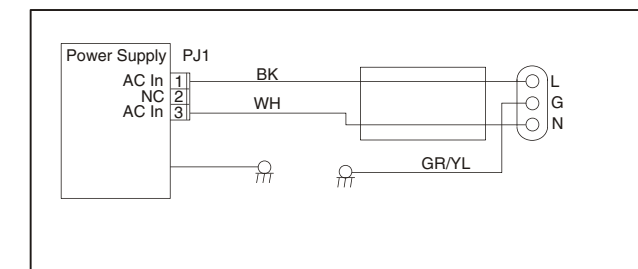 Power Supply PJ1
AC In 1
NC 2
AC In 3
BK
WH
GR/YL
L
G
N